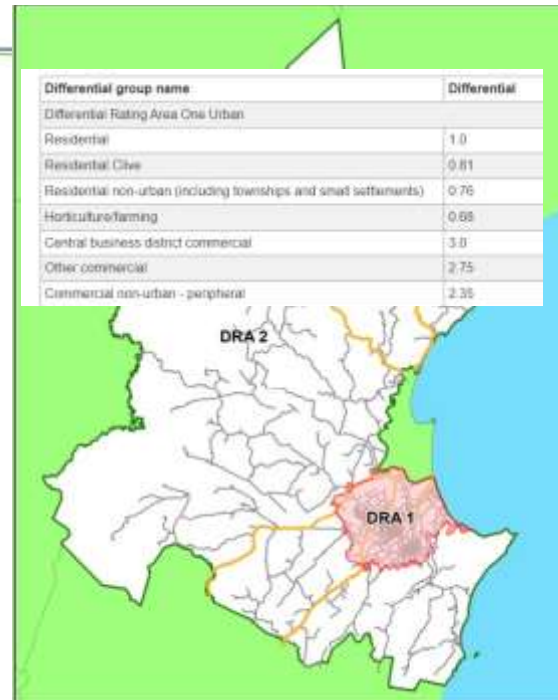 Differential group name Differential
Differential Rating Area One Urban
Residential 1.0
Residential Clive 0.81
Residential non-urban (including townships and small settlements) 0.76
Horticulture/farming 0.68
Central business district commercial 3.0
Other commercial 2.75
Commercial non-urban - peripheral 2.35
DRA 2
DRA 1